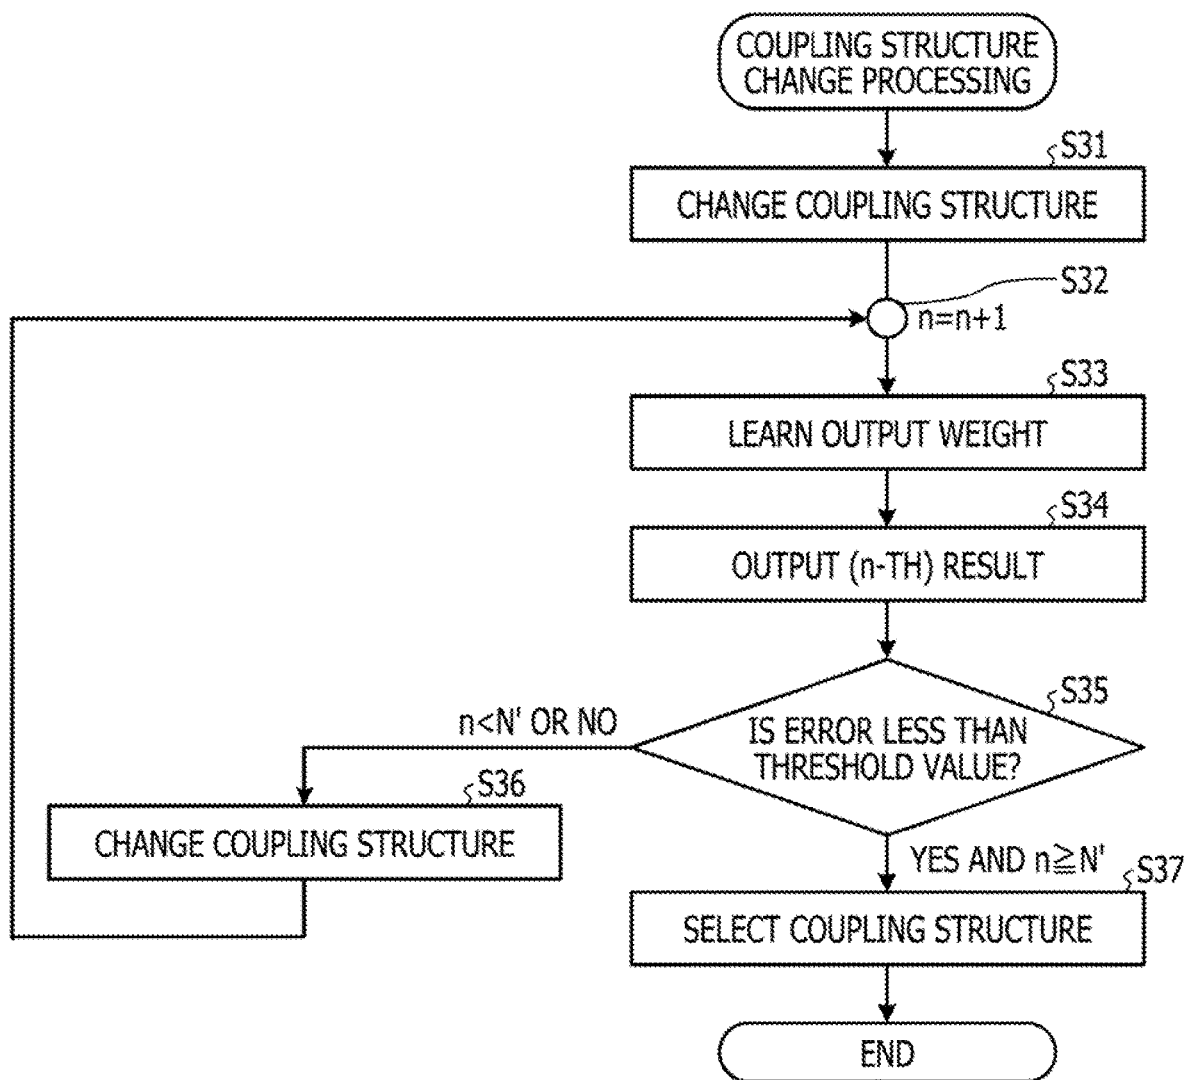 COUPLING STRUCTURE
CHANGE PROCESSING
S31
CHANGE COUPLING STRUCTURE
S32
n=n+1
S33
LEARN OUTPUT WEIGHT
S34
OUTPUT (n-TH) RESULT
S35
IS ERROR LESS THAN
THRESHOLD VALUE?
n<N' OR NO
S36
CHANGE COUPLING STRUCTURE
YES AND n≧N'
S37
SELECT COUPLING STRUCTURE
END